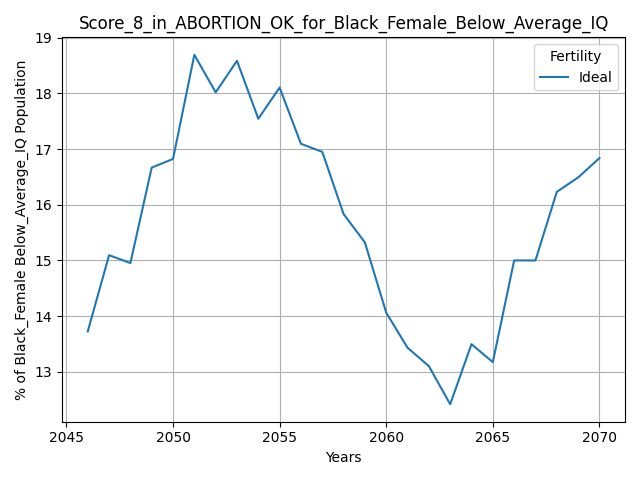 Score_8_in_ABORTION_OK_for_Black_Female_Below_Average_IQ
% of Black_Female Below_Average_IQ Population
19
18
17
16
15
14
13
Fertility
Ideal
2045 2050 2055 2060 2065 2070
Years